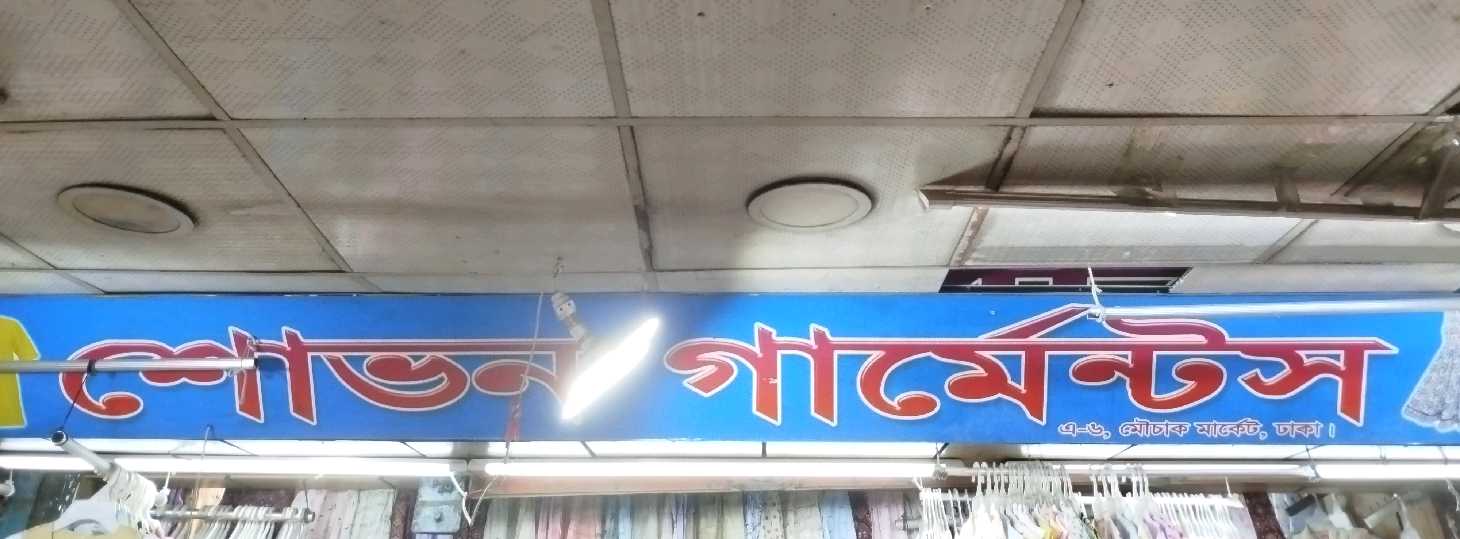 শোভন গার্মেন্টস
এ-৬, মৌচাক মার্কেট, ঢাকা।